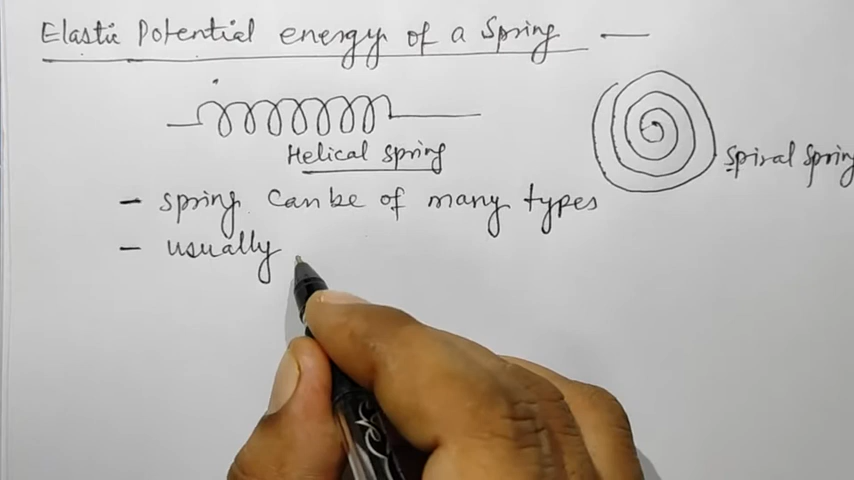 Elastic Potential energy of a Spring —
Helical spring
Spiral Spring
- spring can be of many types
- usually